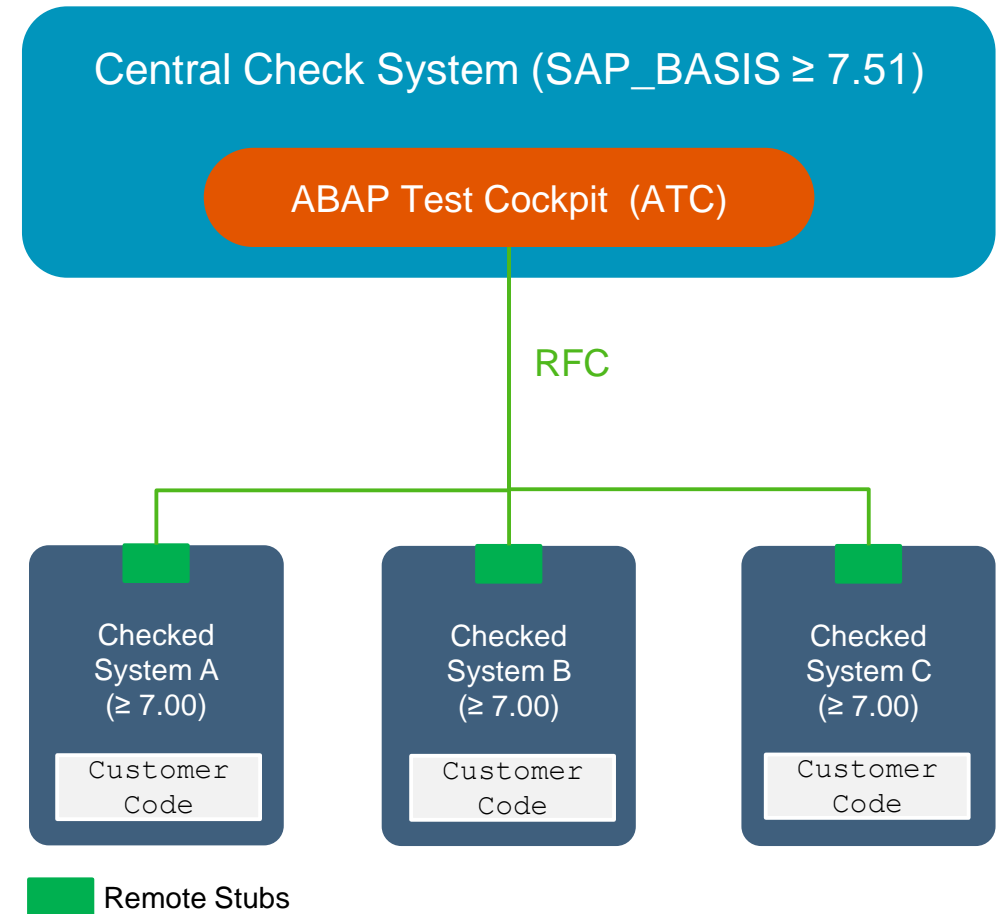 Central Check System (SAP_BASIS ≥ 7.51)
ABAP Test Cockpit  (ATC)
RFC
Checked
System A
(≥ 7.00)
Customer
Code
Checked
System B
(≥ 7.00)
Customer
Code
Checked
System C
(≥ 7.00)
Customer
Code
Remote Stubs